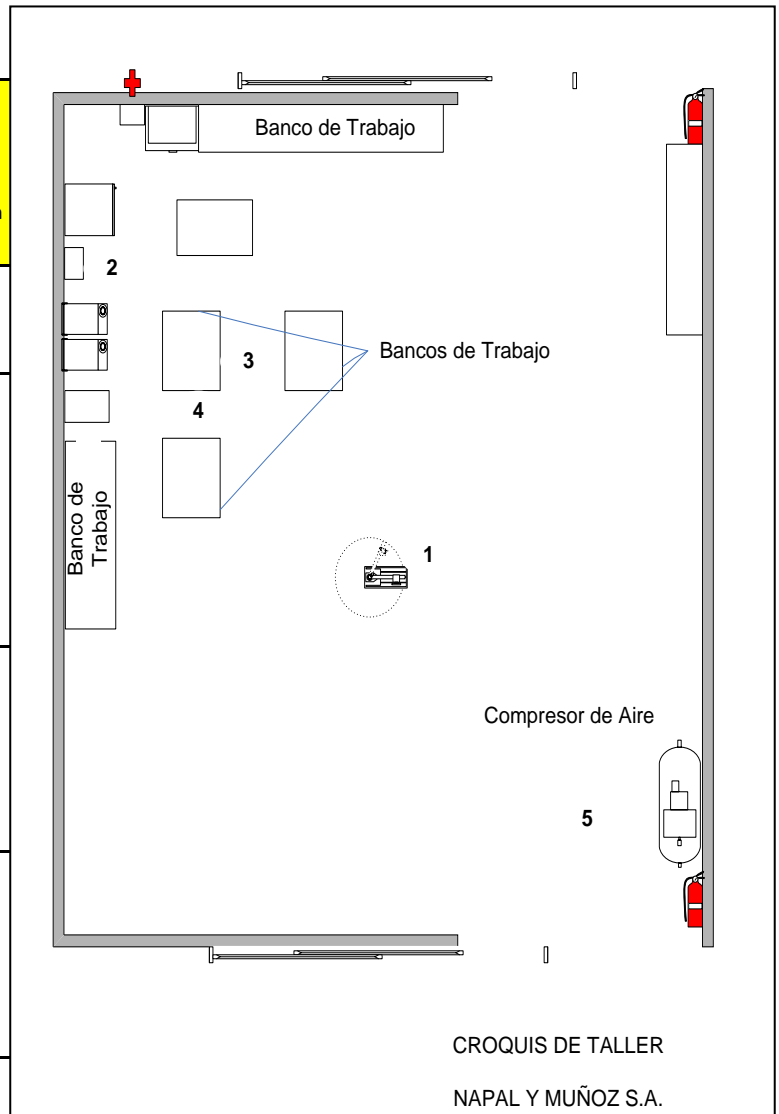 Banco de Trabajo
2
3
Bancos de Trabajo
4
Banco de
Trabajo
1
Compresor de Aire
5
CROQUIS DE TALLER
NAPAL Y MUÑOZ S.A.